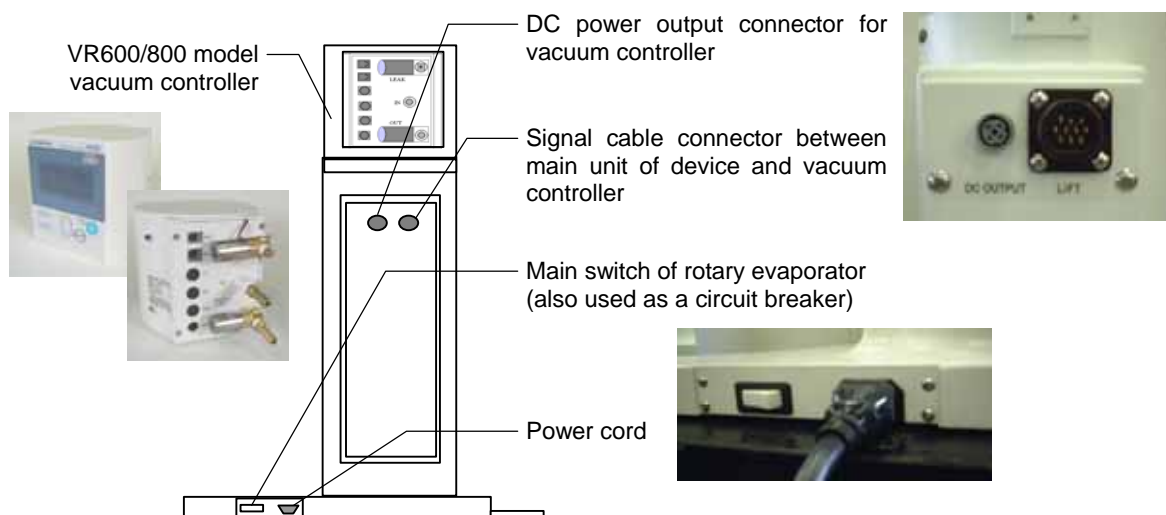 VR600/800 model
vacuum controller
DC power output connector for
vacuum controller
LEAK
IN
OUT
Signal cable connector between
main unit of device and vacuum
controller
DC OUTPUT LIFT
Main switch of rotary evaporator
(also used as a circuit breaker)
Power cord